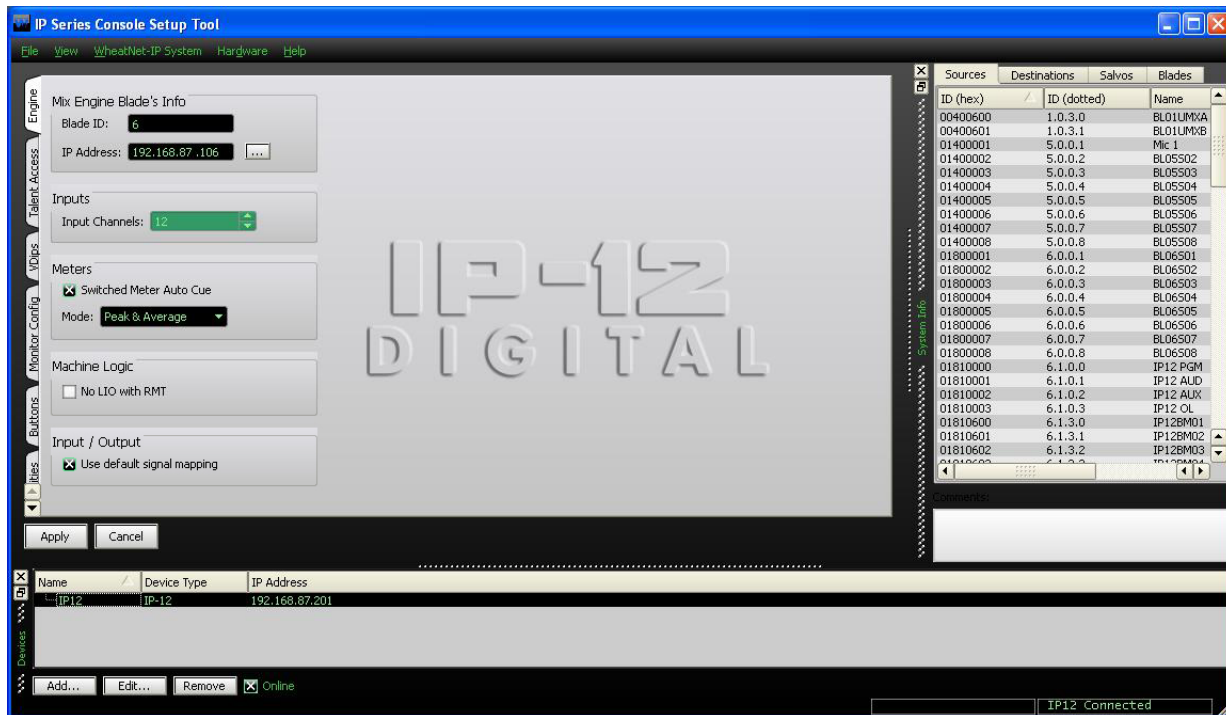 IP Series Console Setup Tool
File View WheatNet-IP System Hardware Help
Engine
Talent Access
VDips
Monitor Config
Buttons
Mix Engine Blade's Info
Blade ID: 6
IP Address: 192.168.87 .106 ...
Inputs
Input Channels: 12
Meters
Switched Meter Auto Cue
Mode: Peak & Average
Machine Logic
No LIO with RMT
Input / Output
Use default signal mapping
IP-12
DIGITAL
Apply Cancel
System Info
Sources Destinations Salvos Blades
ID (hex) ID (dotted) Name
00400600 1.0.3.0 BL01UMXA
00400601 1.0.3.1 BL01UMXB
01400001 5.0.0.1 Mic 1
01400002 5.0.0.2 BL05S02
01400003 5.0.0.3 BL05S03
01400004 5.0.0.4 BL05S04
01400005 5.0.0.5 BL05S05
01400006 5.0.0.6 BL05S06
01400007 5.0.0.7 BL05S07
01400008 5.0.0.8 BL05S08
01800001 6.0.0.1 BL06S01
01800002 6.0.0.2 BL06S02
01800003 6.0.0.3 BL06S03
01800004 6.0.0.4 BL06S04
01800005 6.0.0.5 BL06S05
01800006 6.0.0.6 BL06S06
01800007 6.0.0.7 BL06S07
01800008 6.0.0.8 BL06S08
01810000 6.1.0.0 IP12 PGM
01810001 6.1.0.1 IP12 AUD
01810002 6.1.0.2 IP12 AUX
01810003 6.1.0.3 IP12 OL
01810600 6.1.3.0 IP12BM01
01810601 6.1.3.1 IP12BM02
01810602 6.1.3.2 IP12BM03
Comments:
Devices
Name Device Type IP Address
IP12 IP-12 192.168.87.201
Add... Edit... Remove Online
IP12 Connected